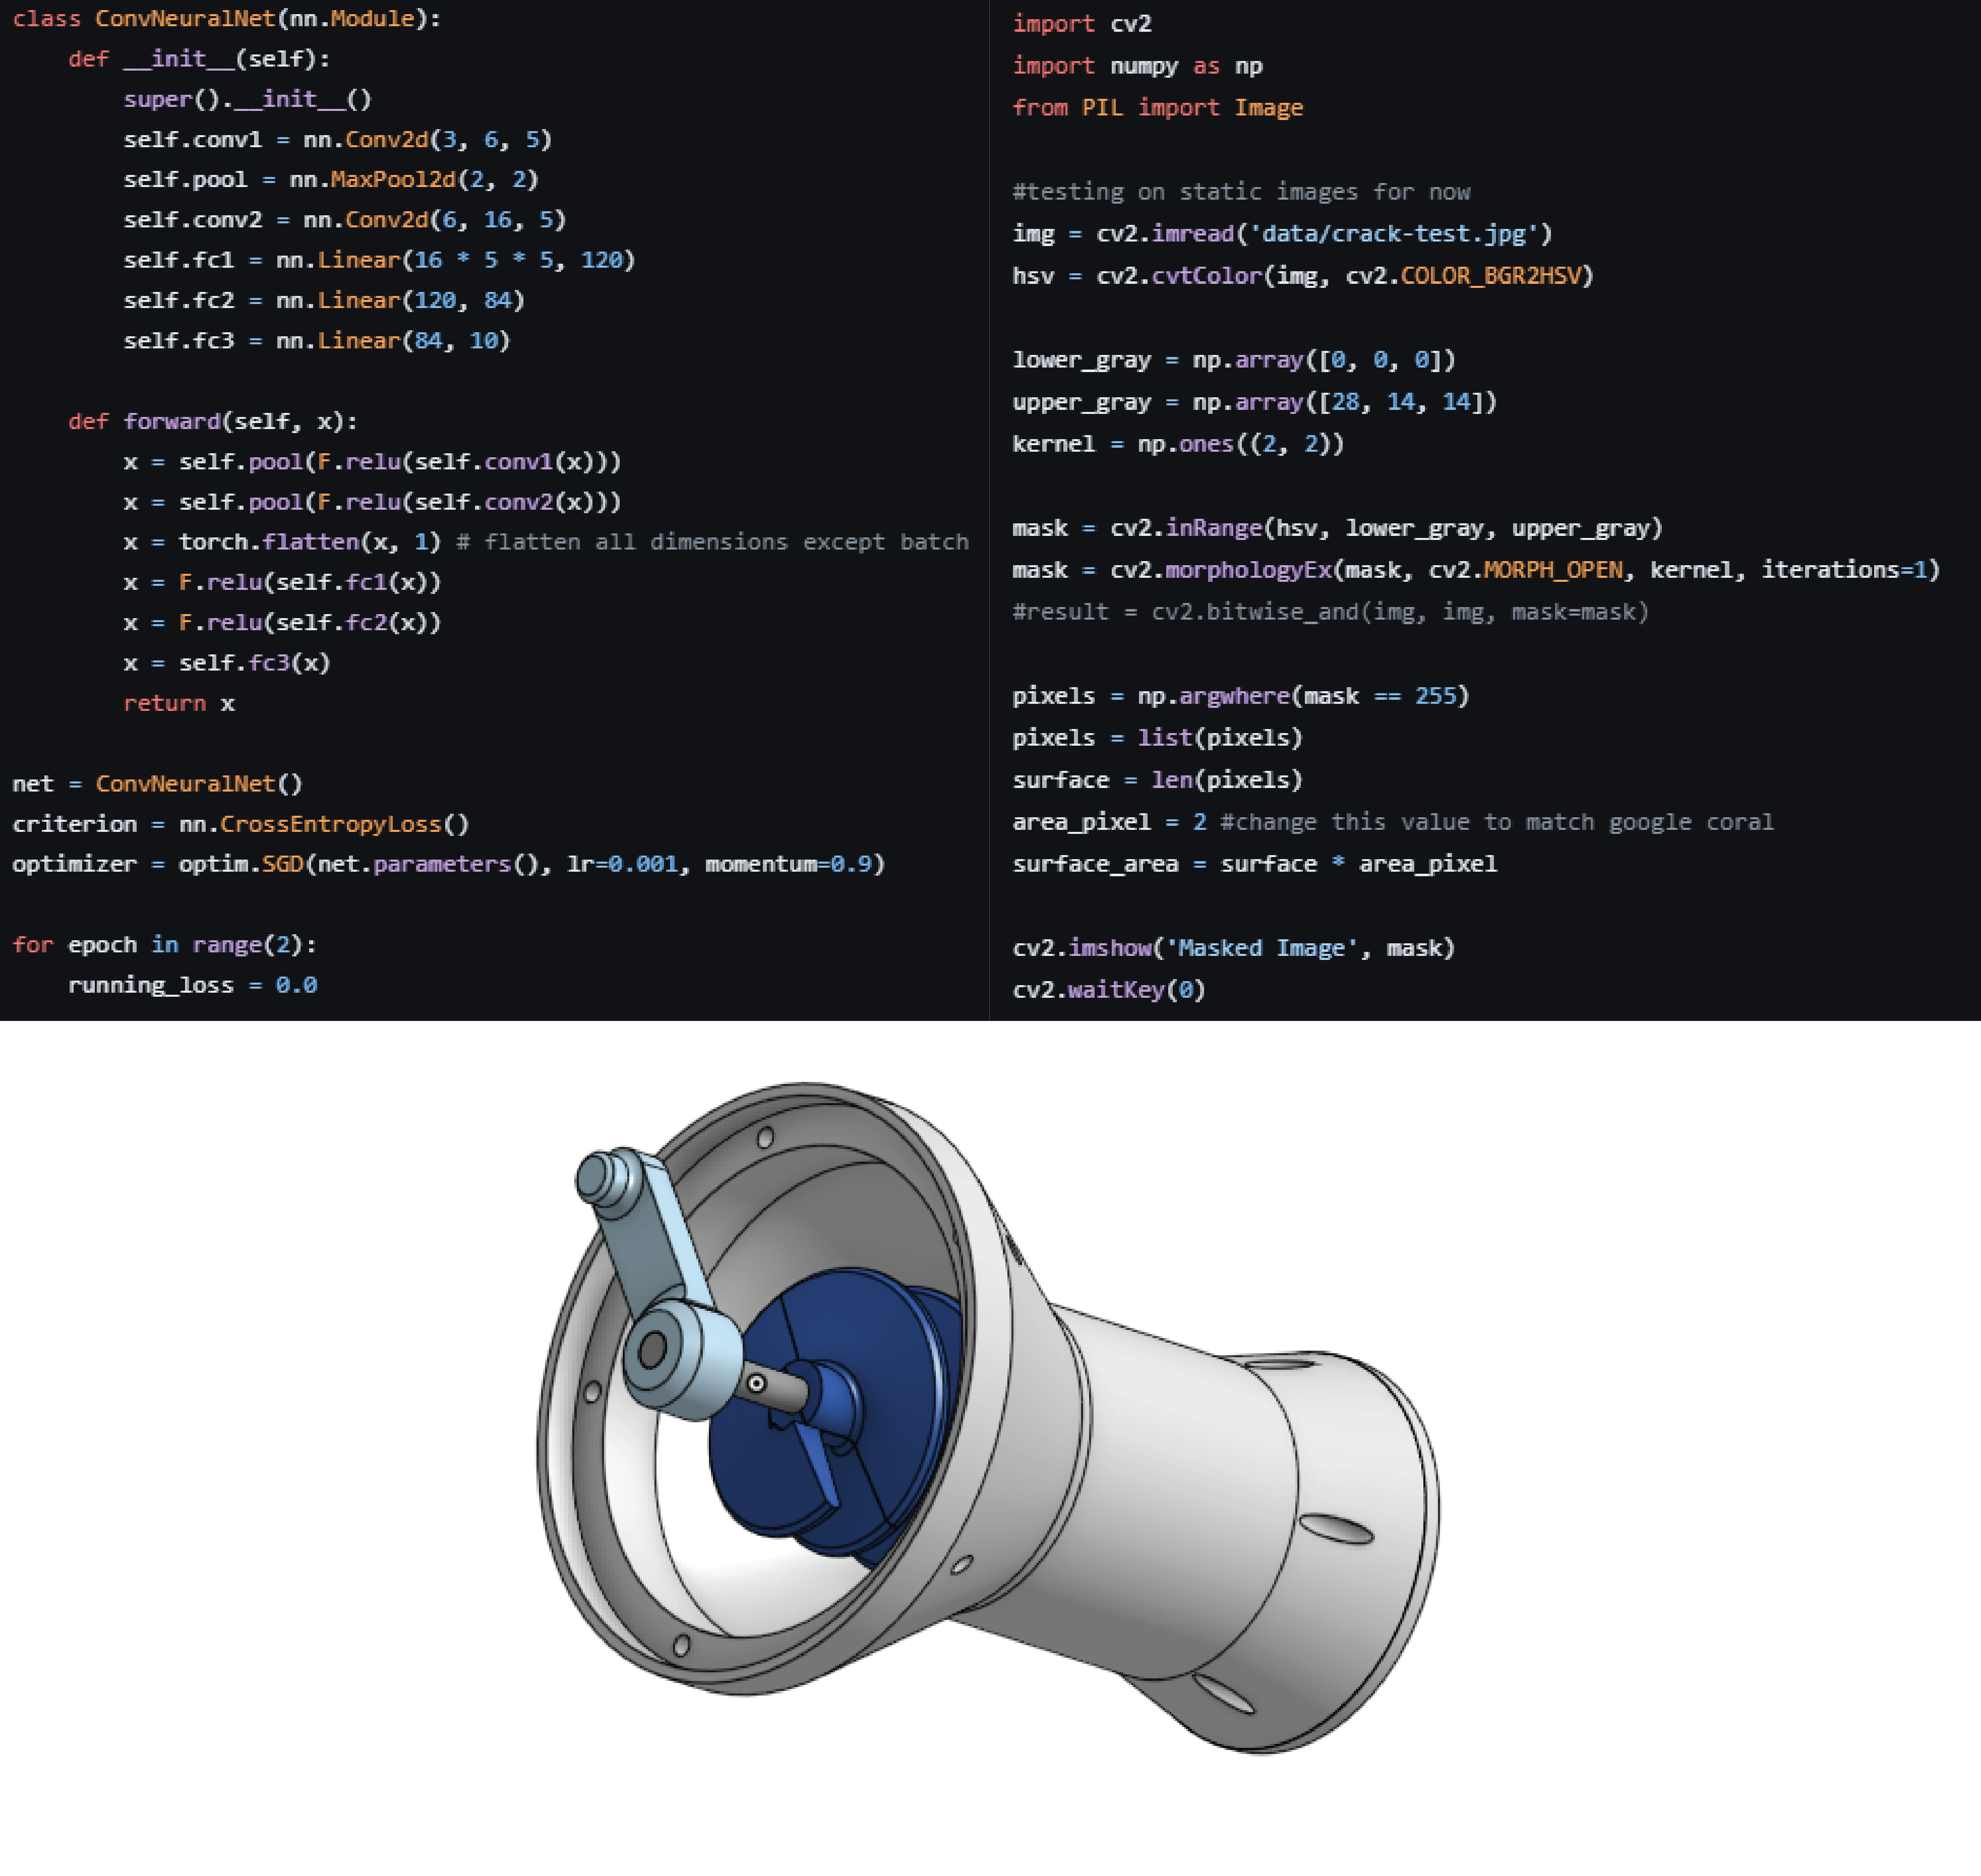 class ConvNeuralNet(nn.Module):
    def __init__(self):
        super().__init__()
        self.conv1 = nn.Conv2d(3, 6, 5)
        self.pool = nn.MaxPool2d(2, 2)
        self.conv2 = nn.Conv2d(6, 16, 5)
        self.fc1 = nn.Linear(16 * 5 * 5, 120)
        self.fc2 = nn.Linear(120, 84)
        self.fc3 = nn.Linear(84, 10)
    def forward(self, x):
        x = self.pool(F.relu(self.conv1(x)))
        x = self.pool(F.relu(self.conv2(x)))
        x = torch.flatten(x, 1) # flatten all dimensions except batch
        x = F.relu(self.fc1(x))
        x = F.relu(self.fc2(x))
        x = self.fc3(x)
        return x
net = ConvNeuralNet()
criterion = nn.CrossEntropyLoss()
optimizer = optim.SGD(net.parameters(), lr=0.001, momentum=0.9)
for epoch in range(2):
    running_loss = 0.0
import cv2
import numpy as np
from PIL import Image
#testing on static images for now
img = cv2.imread('data/crack-test.jpg')
hsv = cv2.cvtColor(img, cv2.COLOR_BGR2HSV)
lower_gray = np.array([0, 0, 0])
upper_gray = np.array([28, 14, 14])
kernel = np.ones((2, 2))
mask = cv2.inRange(hsv, lower_gray, upper_gray)
mask = cv2.morphologyEx(mask, cv2.MORPH_OPEN, kernel, iterations=1)
#result = cv2.bitwise_and(img, img, mask=mask)
pixels = np.argwhere(mask == 255)
pixels = list(pixels)
surface = len(pixels)
area_pixel = 2 #change this value to match google coral
surface_area = surface * area_pixel
cv2.imshow('Masked Image', mask)
cv2.waitKey(0)